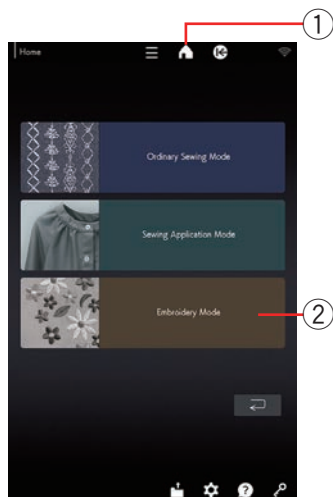 ①
Home
Ordinary Sewing Mode
Sewing Application Mode
Embroidery Mode
②